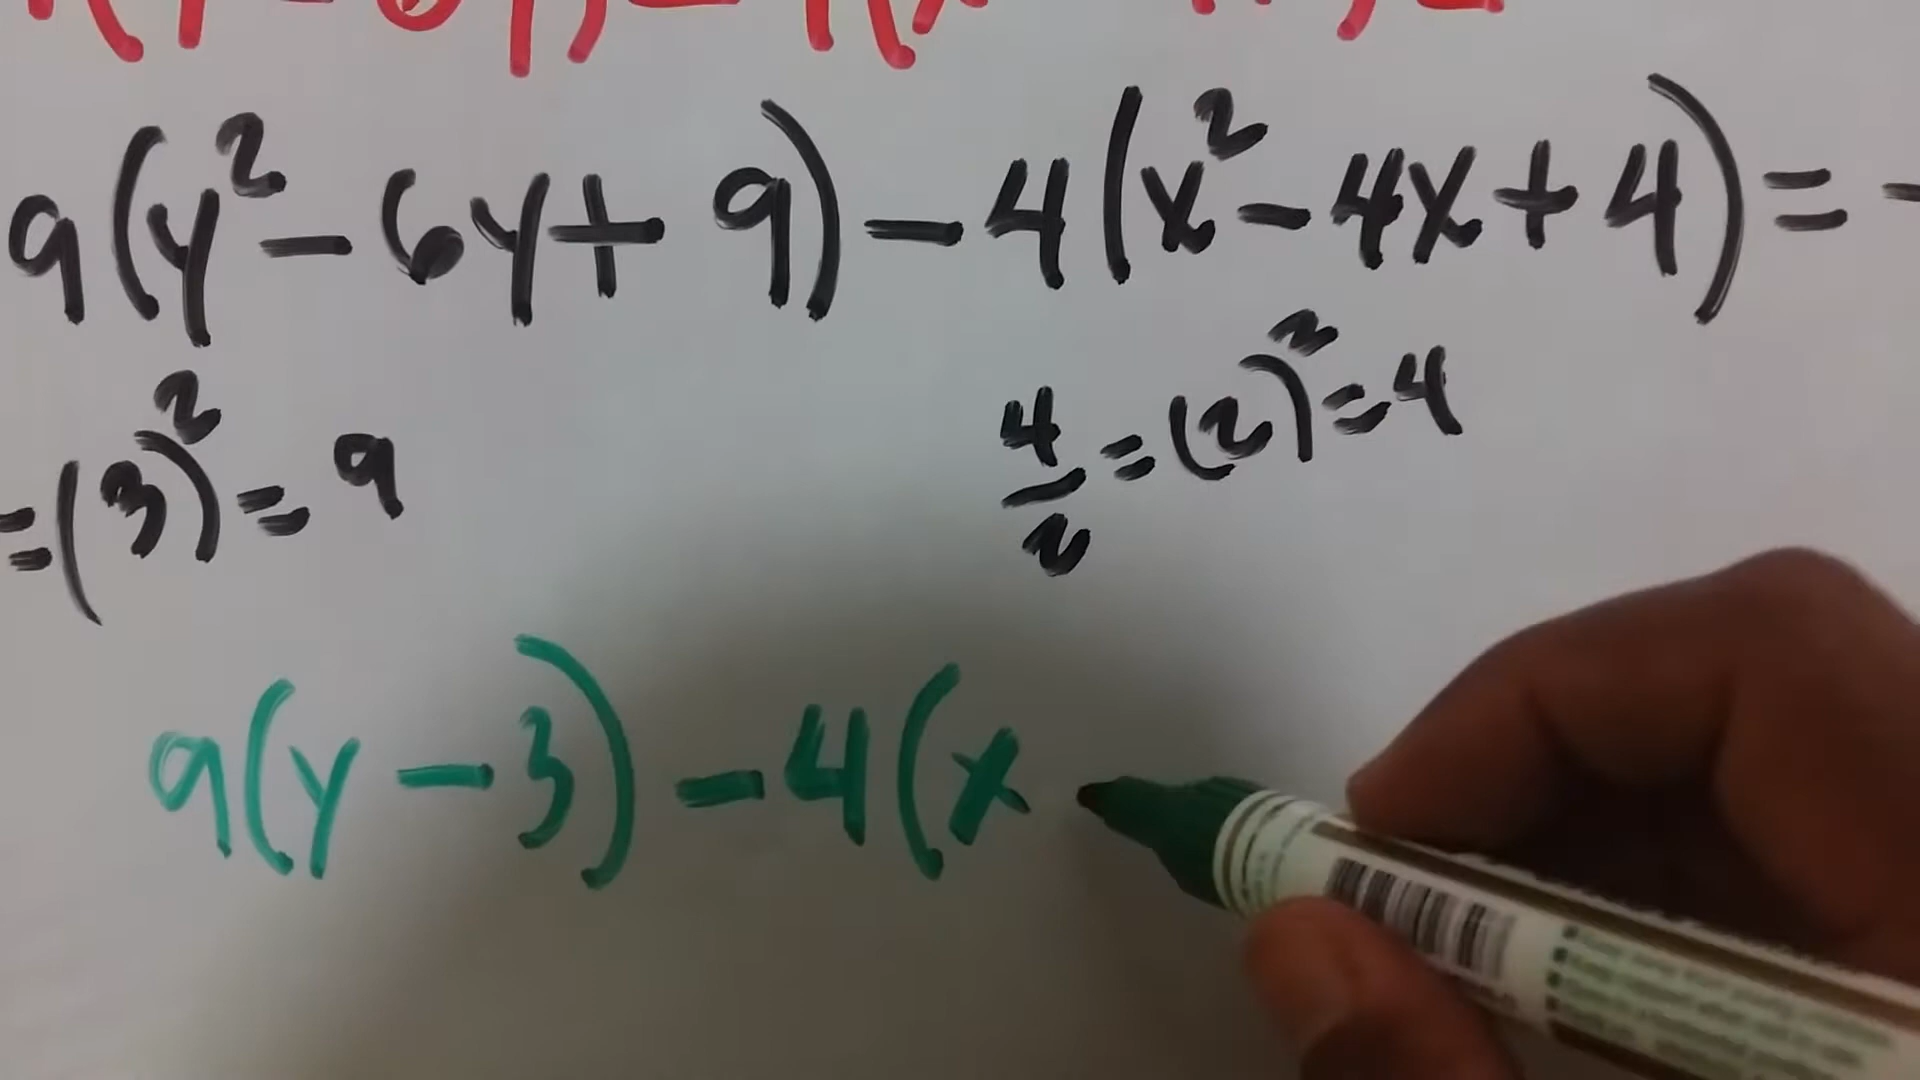 9(y² - 6y + 9) - 4(x² - 4x + 4) = -
= (3)² = 9
4/2 = (2)² = 4
9(y - 3) - 4(x